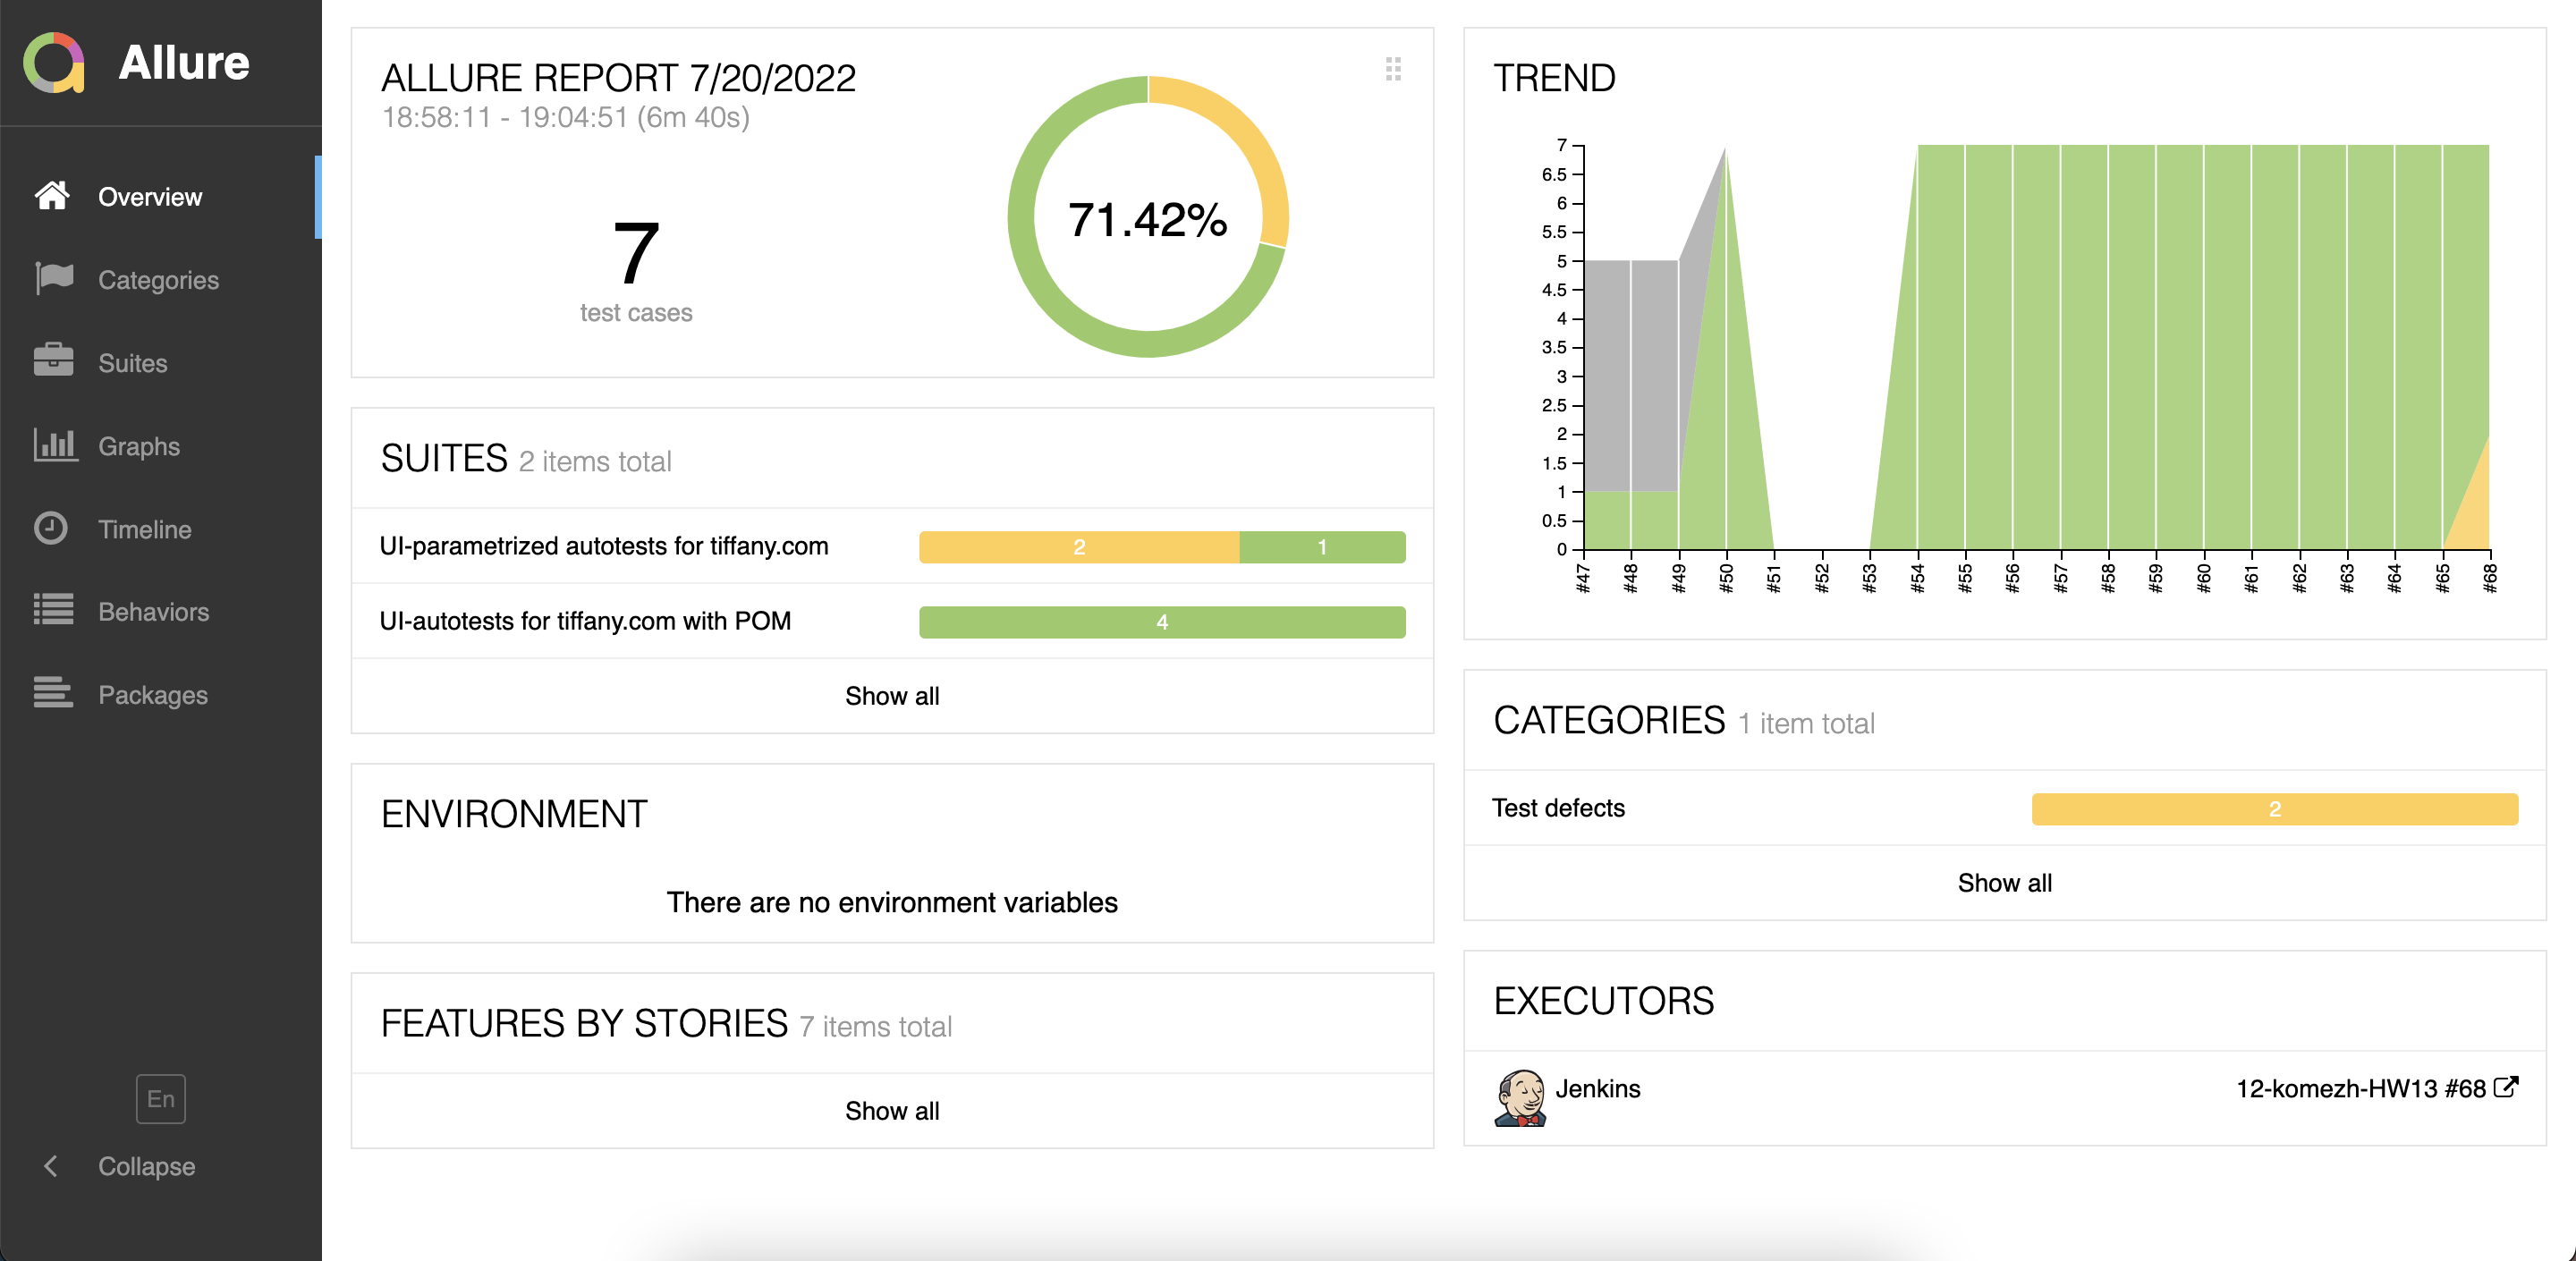 Allure
Overview
Categories
Suites
Graphs
Timeline
Behaviors
Packages
En
Collapse
ALLURE REPORT 7/20/2022
18:58:11 - 19:04:51 (6m 40s)
7
test cases
71.42%
SUITES 2 items total
UI-parametrized autotests for tiffany.com 2 1
UI-autotests for tiffany.com with POM 4
Show all
ENVIRONMENT
There are no environment variables
FEATURES BY STORIES 7 items total
Show all
TREND
7
6.5
6
5.5
5
4.5
4
3.5
3
2.5
2
1.5
1
0.5
0
#47 #48 #49 #50 #51 #52 #53 #54 #55 #56 #57 #58 #59 #60 #61 #62 #63 #64 #65 #68
CATEGORIES 1 item total
Test defects 2
Show all
EXECUTORS
Jenkins 12-komezh-HW13 #68